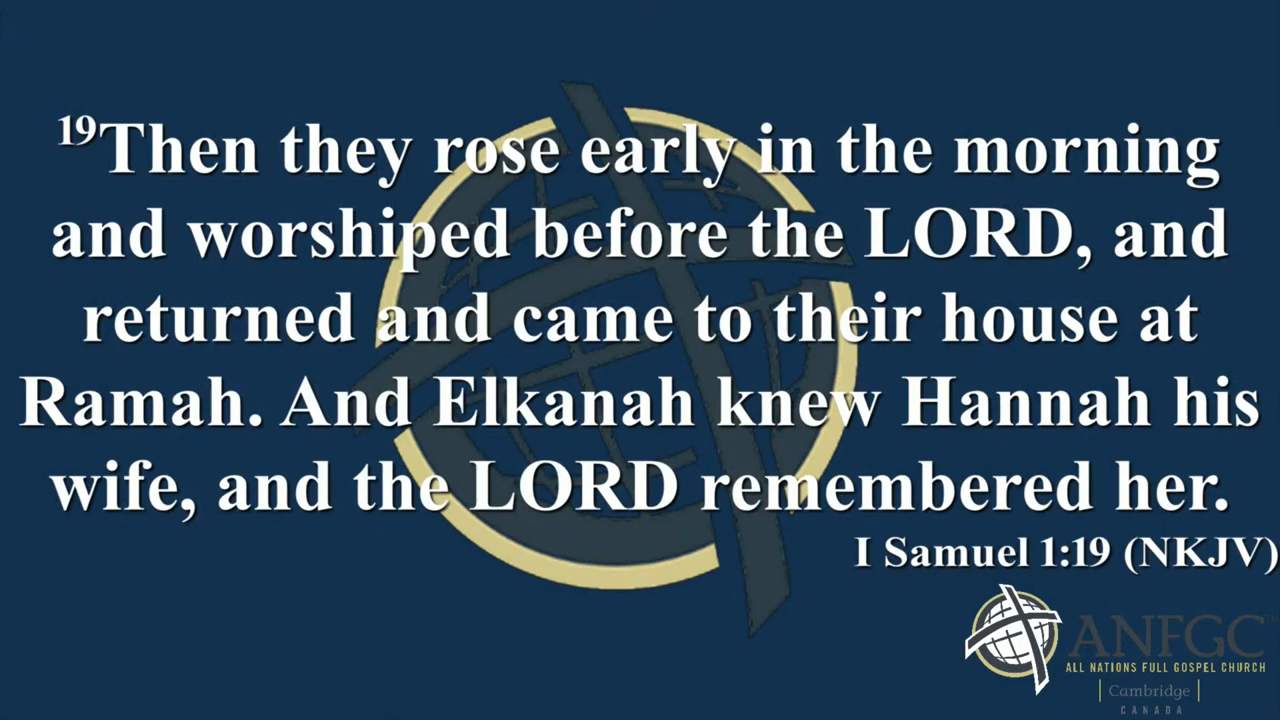 19Then they rose early in the morning
and worshiped before the LORD, and
returned and came to their house at
Ramah. And Elkanah knew Hannah his
wife, and the LORD remembered her.
I Samuel 1:19 (NKJV)
ANFGC
ALL NATIONS FULL GOSPEL CHURCH
| Cambridge |
CANADA